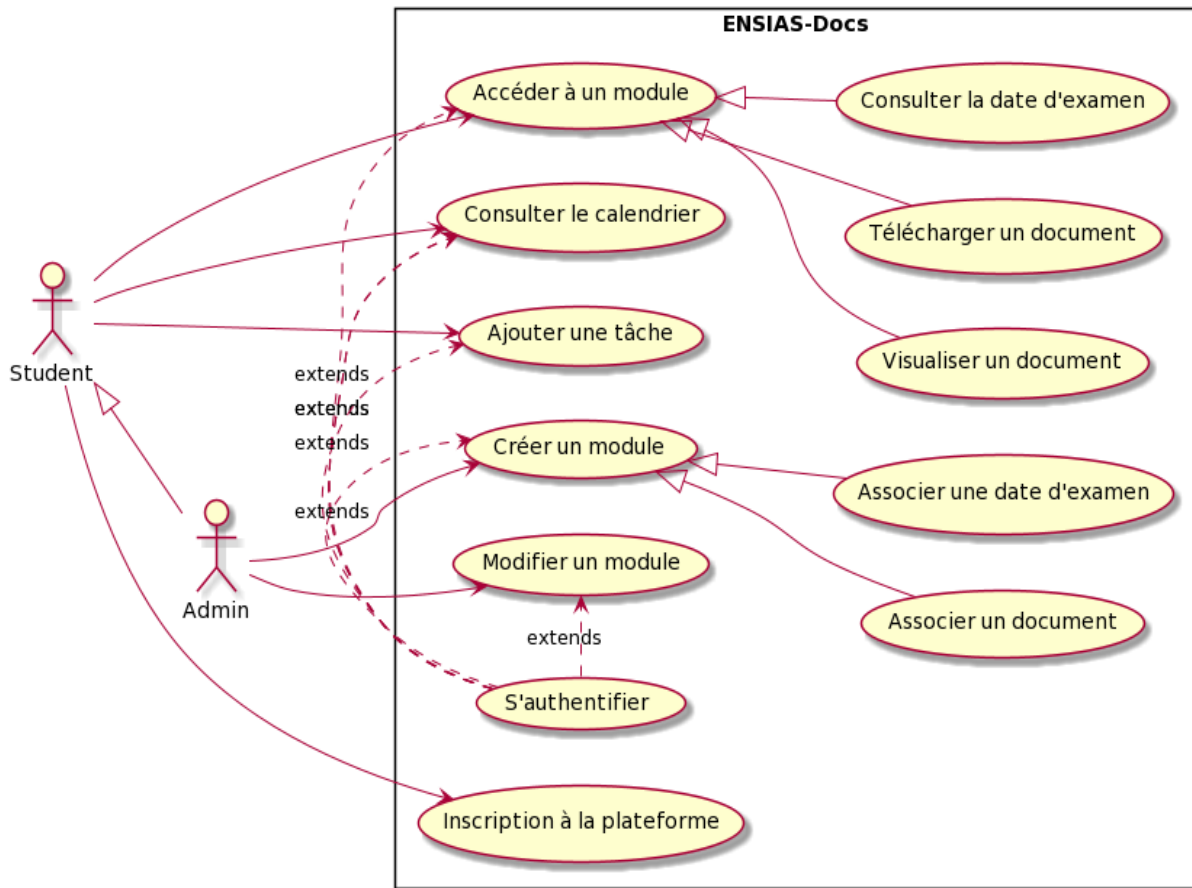 ENSIAS-Docs
Accéder à un module
Consulter la date d'examen
Consulter le calendrier
Télécharger un document
Ajouter une tâche
Visualiser un document
Student
extends
extends
extends
Créer un module
Associer une date d'examen
extends
Modifier un module
Admin
Associer un document
extends
S'authentifier
Inscription à la plateforme